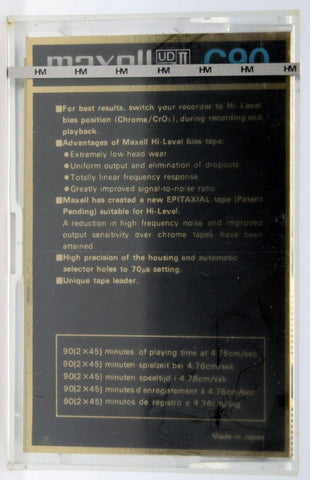 maxell UD II C90
HM HM HM HM HM HM HM
■For best results, switch your recorder to Hi-Level
bias position (Chrome/CrO₂), during recording and
playback.
■Advantages of Maxell Hi-Level bias tape:
●Extremely low head wear
●Uniform output and elimination of dropouts
●Totally linear frequency response
●Greatly improved signal-to-noise ratio
■Maxell has created a new EPITAXIAL tape (Patent
Pending) suitable for Hi-Level.
A reduction in high frequency noise and improved
output sensitivity over chrome tapes have been
attained
■High precision of the housing and automatic
selector holes to 70μs setting.
■Unique tape leader.
90(2×45) minutes of playing time at 4.76cm/sec
90(2×45) minuten spielzeit bei 4.76cm/sek
90(2×45) minuten speeltijd : 4.76cm/sek
90(2×45) minutes d'enregistrement à 4.76cm/sec
90(2×45) minutos de registro a 4.76cm/seg
Made in Japan